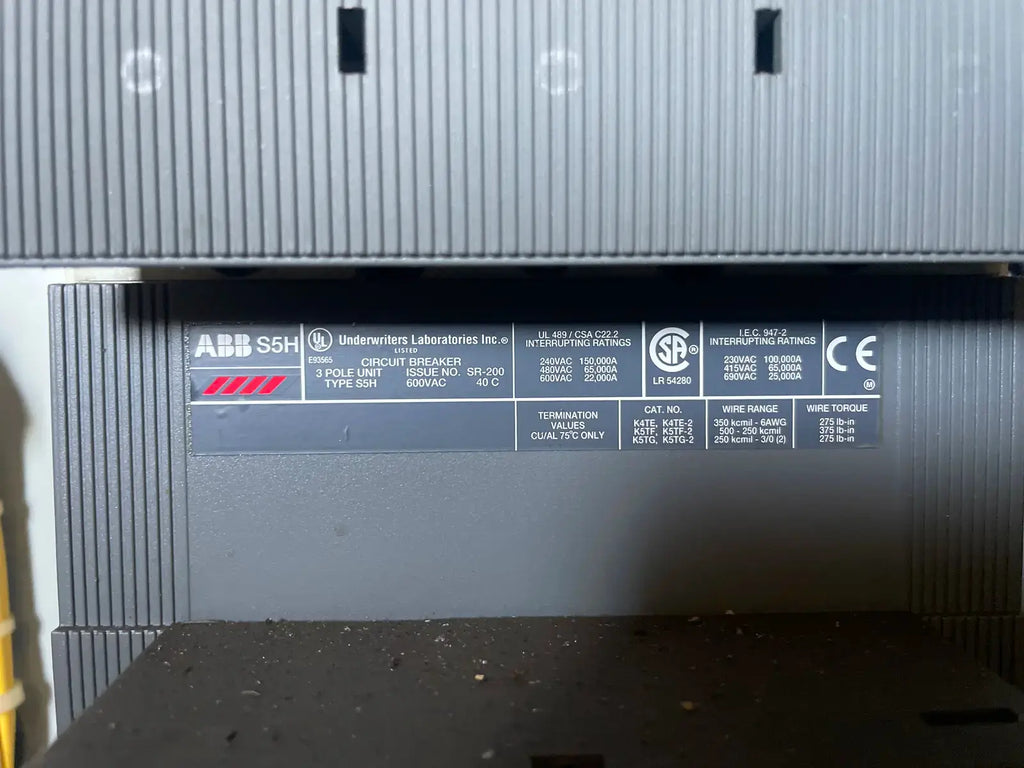 ABB S5H
UL
E93565
Underwriters Laboratories Inc.®
LISTED
CIRCUIT BREAKER
3 POLE UNIT ISSUE NO. SR-200
TYPE S5H 600VAC 40 C
UL 489 / CSA C22.2
INTERRUPTING RATINGS
240VAC 150,000A
480VAC 65,000A
600VAC 22,000A
SA ®
LR 54280
I.E.C. 947-2
INTERRUPTING RATINGS
230VAC 100,000A
415VAC 65,000A
690VAC 25,000A
CE
M
TERMINATION
VALUES
CU/AL 75°C ONLY
CAT. NO.
K4TE, K4TE-2
K5TF, K5TF-2
K5TG, K5TG-2
WIRE RANGE
350 kcmil - 6AWG
500 - 250 kcmil
250 kcmil - 3/0 (2)
WIRE TORQUE
275 lb-in
375 lb-in
275 lb-in